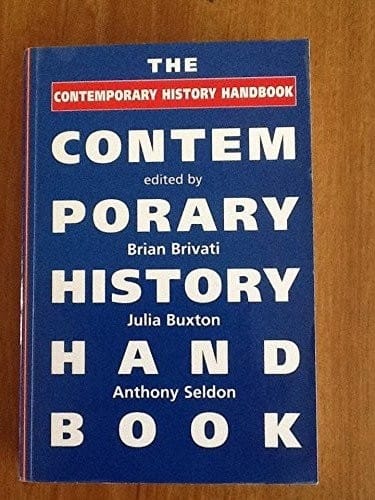 THE
CONTEMPORARY HISTORY HANDBOOK
CONTEM
edited by
PORARY
Brian Brivati
HISTORY
Julia Buxton
HAND
Anthony Seldon
BOOK